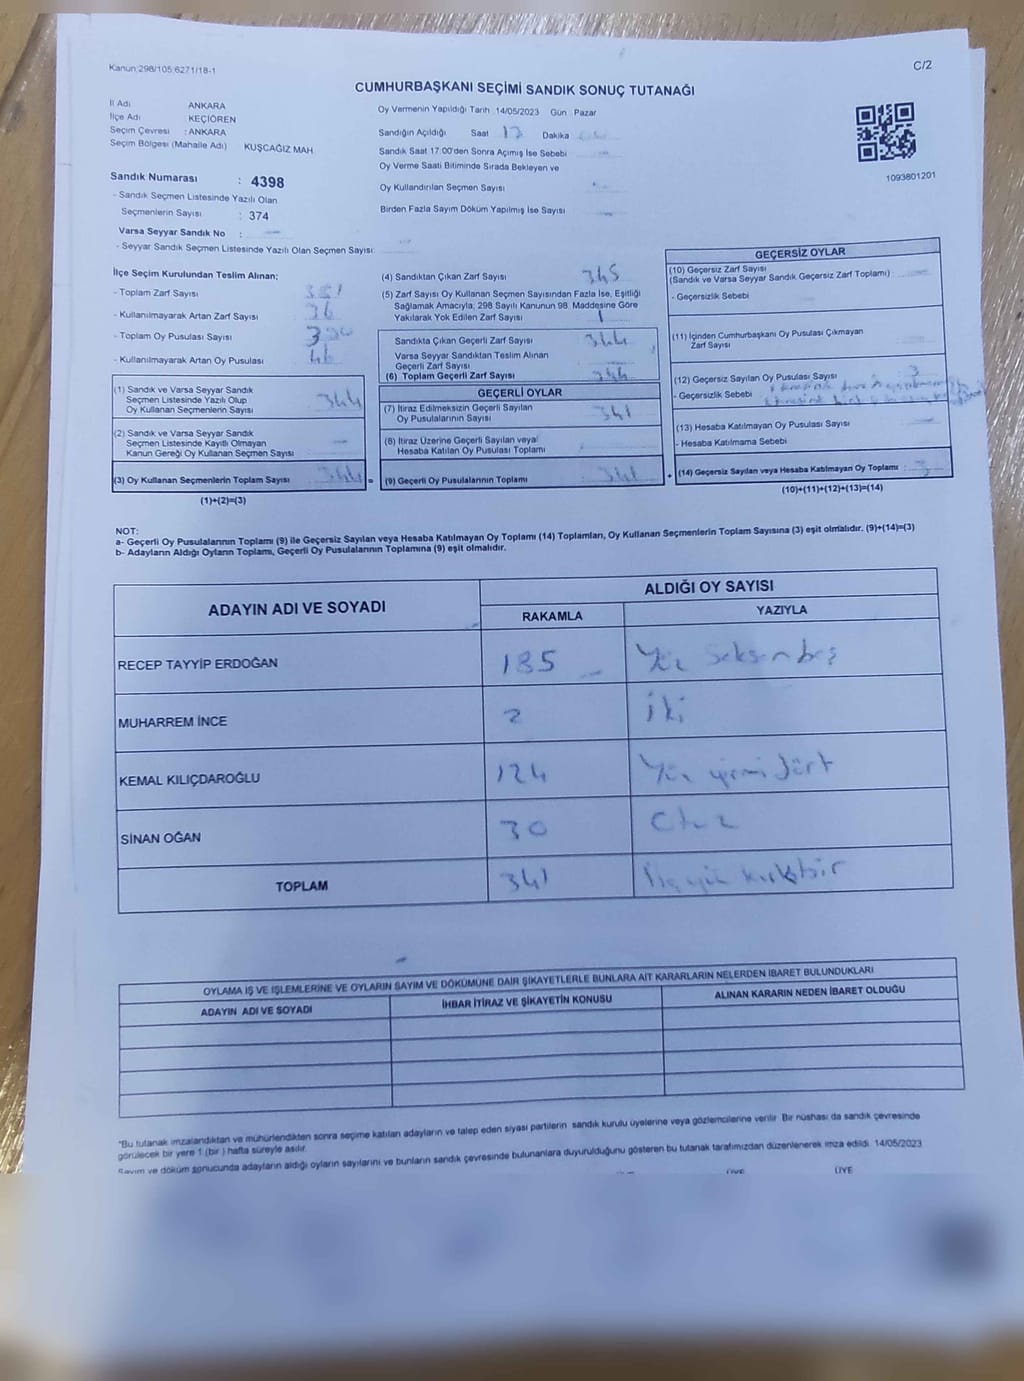 Kanun:298/105;6271/18-1
C/2
CUMHURBAŞKANI SEÇİMİ SANDIK SONUÇ TUTANAĞI
İl Adı ANKARA
İlçe Adı : KEÇİÖREN
Seçim Çevresi : ANKARA
Seçim Bölgesi (Mahalle Adı) KUŞCAĞIZ MAH.
Sandık Numarası : 4398
- Sandık Seçmen Listesinde Yazılı Olan
Seçmenlerin Sayısı : 374
Varsa Seyyar Sandık No :
- Seyyar Sandık Seçmen Listesinde Yazılı Olan Seçmen Sayısı:
Oy Vermenin Yapıldığı Tarih : 14/05/2023 Gün : Pazar
Sandığın Açıldığı Saat 17 Dakika
Sandık Saat 17:00'den Sonra Açımış İse Sebebi
Oy Verme Saati Bitiminde Sırada Bekleyen ve
Oy Kullandırılan Seçmen Sayısı
Birden Fazla Sayım Döküm Yapılmış İse Sayısı
1093801201
İlçe Seçim Kurulundan Teslim Alınan;
- Toplam Zarf Sayısı
- Kullanılmayarak Artan Zarf Sayısı
- Toplam Oy Pusulası Sayısı
- Kullanılmayarak Artan Oy Pusulası 46
(1) Sandık ve Varsa Seyyar Sandık
Seçmen Listesinde Yazılı Olup
Oy Kullanan Seçmenlerin Sayısı 344
(2) Sandık ve Varsa Seyyar Sandık
Seçmen Listesinde Kayıtlı Olmayan
Kanun Gereği Oy Kullanan Seçmen Sayısı
(3) Oy Kullanan Seçmenlerin Toplam Sayısı 344 =
(1)+(2)=(3)
(4) Sandıktan Çıkan Zarf Sayısı 345
(5) Zarf Sayısı Oy Kullanan Seçmen Sayısından Fazla İse, Eşitliği
Sağlamak Amacıyla; 298 Sayılı Kanunun 98. Maddesine Göre
Yakılarak Yok Edilen Zarf Sayısı 1
Sandıkta Çıkan Geçerli Zarf Sayısı 344
Varsa Seyyar Sandıktan Teslim Alınan
Geçerli Zarf Sayısı
(6) Toplam Geçerli Zarf Sayısı 344
GEÇERLİ OYLAR
(7) İtiraz Edilmeksizin Geçerli Sayılan
Oy Pusulalarının Sayısı 341
(8) İtiraz Üzerine Geçerli Sayılan veya
Hesaba Katılan Oy Pusulası Toplamı
(9) Geçerli Oy Pusulalarının Toplamı 341 +
GEÇERSİZ OYLAR
(10) Geçersiz Zarf Sayısı
(Sandık ve Varsa Seyyar Sandık Geçersiz Zarf Toplamı) :
- Geçersizlik Sebebi
(11) İçinden Cumhurbaşkanı Oy Pusulası Çıkmayan
Zarf Sayısı
(12) Geçersiz Sayılan Oy Pusulası Sayısı : 3
- Geçersizlik Sebebi
(13) Hesaba Katılmayan Oy Pusulası Sayısı
- Hesaba Katılmama Sebebi
(14) Geçersiz Sayılan veya Hesaba Katılmayan Oy Toplamı : 3
(10)+(11)+(12)+(13)=(14)
NOT:
a- Geçerli Oy Pusulalarının Toplamı (9) ile Geçersiz Sayılan veya Hesaba Katılmayan Oy Toplamı (14) Toplamları, Oy Kullanan Seçmenlerin Toplam Sayısına (3) eşit olmalıdır. (9)+(14)=(3)
b- Adayların Aldığı Oyların Toplamı, Geçerli Oy Pusulalarının Toplamına (9) eşit olmalıdır.
ADAYIN ADI VE SOYADI
ALDIĞI OY SAYISI
RAKAMLA YAZIYLA
RECEP TAYYİP ERDOĞAN 185 Yüz seksen beş
MUHARREM İNCE 2 İki
KEMAL KILIÇDAROĞLU 124 Yüz yirmi dört
SİNAN OĞAN 30 Otuz
TOPLAM 341 Üçyüz kırkbir
OYLAMA İŞ VE İŞLEMLERİNE VE OYLARIN SAYIM VE DÖKÜMÜNE DAİR ŞİKAYETLERLE BUNLARA AİT KARARLARIN NELERDEN İBARET BULUNDUKLARI
ADAYIN ADI VE SOYADI İHBAR İTİRAZ VE ŞİKAYETİN KONUSU ALINAN KARARIN NEDEN İBARET OLDUĞU
*Bu tutanak imzalandıktan ve mühürlendikten sonra seçime katılan adayların ve talep eden siyasi partilerin sandık kurulu üyelerine veya gözlemcilerine verilir. Bir nüshası da sandık çevresinde
görülecek bir yere 1 (bir ) hafta süreyle asılır.
Sayım ve döküm sonucunda adayların aldığı oyların sayılarını ve bunların sandık çevresinde bulunanlara duyurulduğunu gösteren bu tutanak tarafımızdan düzenlenerek imza edildi. 14/05/2023
ÜYE ÜYE